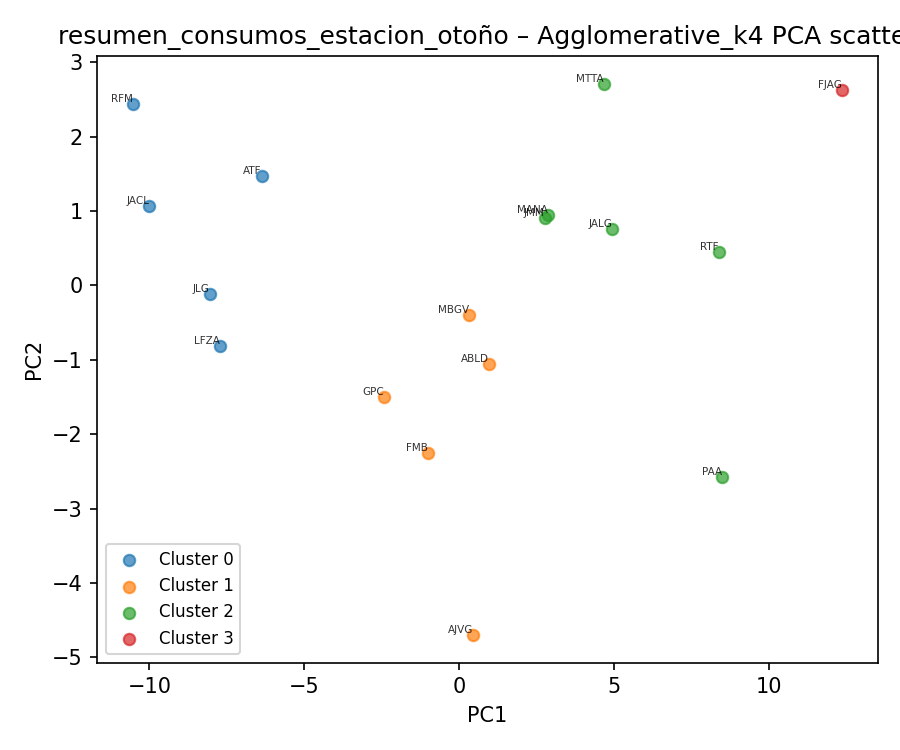 resumen_consumos_estacion_otoño – Agglomerative_k4 PCA scatte
3
2
1
0
−1
−2
−3
−4
−5
PC2
RFM
ATF
JACL
JLG
LFZA
MTTA
FJAG
MANA
JALG
RTF
MBGV
ABLD
GPC
FMB
PAA
AJVG
Cluster 0
Cluster 1
Cluster 2
Cluster 3
−10
−5
0
5
10
PC1